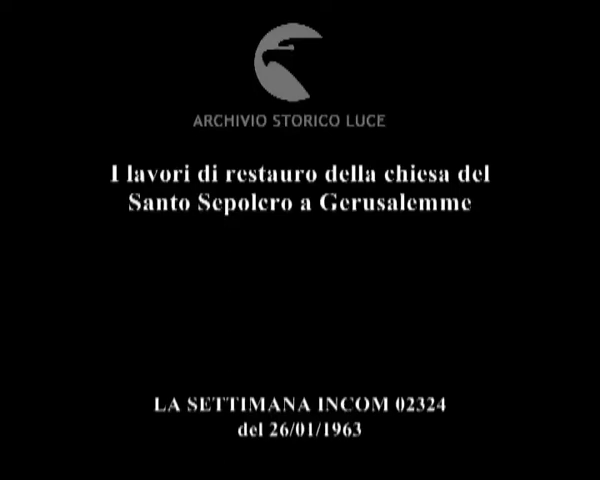 ARCHIVIO STORICO LUCE
I lavori di restauro della chiesa del
Santo Sepolcro a Gerusalemme
LA SETTIMANA INCOM 02324
del 26/01/1963